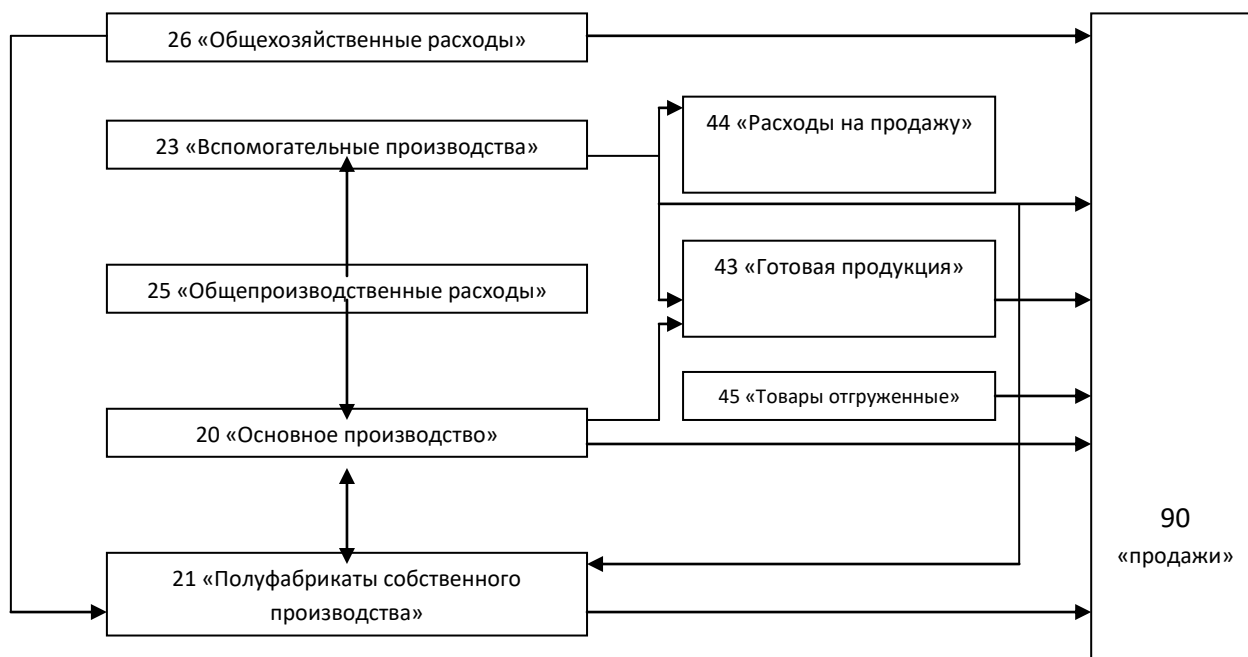 26 «Общехозяйственные расходы»
23 «Вспомогательные производства»
44 «Расходы на продажу»
25 «Общепроизводственные расходы»
43 «Готовая продукция»
45 «Товары отгруженные»
20 «Основное производство»
21 «Полуфабрикаты собственного
производства»
90
«продажи»